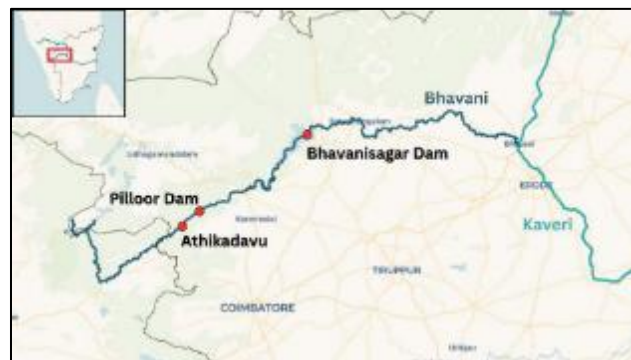 Bhavani
Bhavanisagar Dam
Pilloor Dam
Athikadavu
ERODE
Kaveri
TIRUPPUR
COIMBATORE